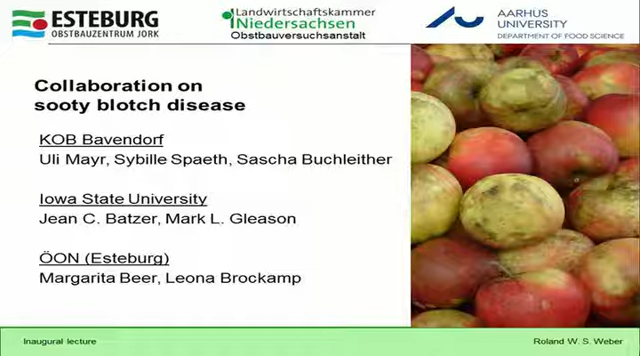 ESTEBURG
OBSTBAUZENTRUM JORK
Landwirtschaftskammer
Niedersachsen
Obstbauversuchsanstalt
AARHUS
UNIVERSITY
DEPARTMENT OF FOOD SCIENCE
Collaboration on
sooty blotch disease
KOB Bavendorf
Uli Mayr, Sybille Spaeth, Sascha Buchleither
Iowa State University
Jean C. Batzer, Mark L. Gleason
ÖON (Esteburg)
Margarita Beer, Leona Brockamp
Inaugural lecture
Roland W. S. Weber